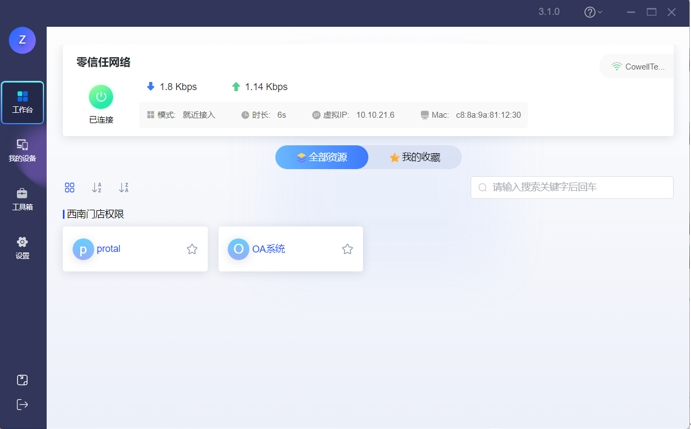 3.1.0
Z
零信任网络
CowellTe...
1.8 Kbps 1.14 Kbps
已连接
模式: 就近接入 时长: 6s 虚拟IP: 10.10.21.6 Mac: c8:8a:9a:81:12:30
工作台
我的设备
工具箱
设置
全部资源 我的收藏
请输入搜索关键字后回车
西南门店权限
p protal
O OA系统